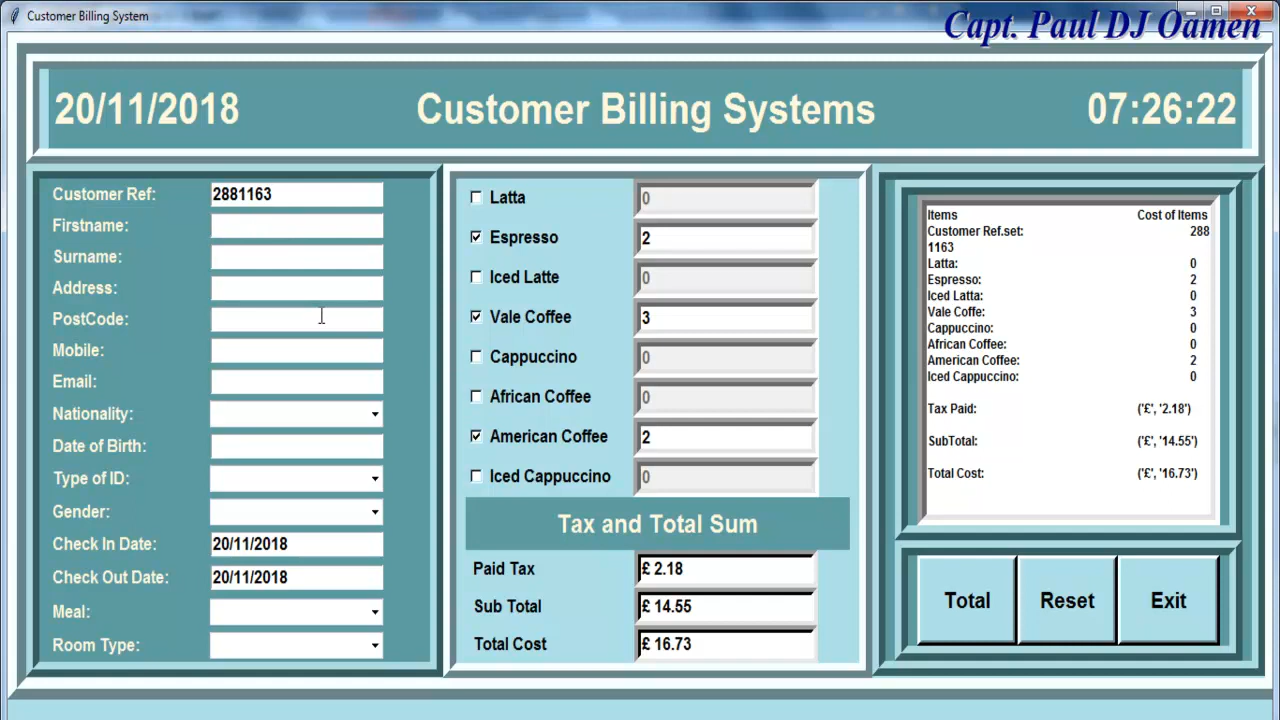 Customer Billing System
Capt. Paul DJ Oamen
20/11/2018 Customer Billing Systems 07:26:22
Customer Ref: 2881163
Firstname:
Surname:
Address:
PostCode:
Mobile:
Email:
Nationality:
Date of Birth:
Type of ID:
Gender:
Check In Date: 20/11/2018
Check Out Date: 20/11/2018
Meal:
Room Type:
Latta 0
Espresso 2
Iced Latte 0
Vale Coffee 3
Cappuccino 0
African Coffee 0
American Coffee 2
Iced Cappuccino 0
Tax and Total Sum
Paid Tax £ 2.18
Sub Total £ 14.55
Total Cost £ 16.73
Items Cost of Items
Customer Ref.set: 288
1163
Latta: 0
Espresso: 2
Iced Latta: 0
Vale Coffe: 3
Cappuccino: 0
African Coffee: 0
American Coffee: 2
Iced Cappuccino: 0
Tax Paid: ('£', '2.18')
SubTotal: ('£', '14.55')
Total Cost: ('£', '16.73')
Total Reset Exit